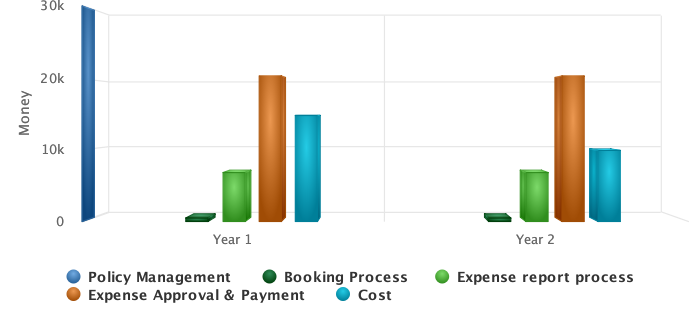 30k
20k
10k
0
Money
Year 1 Year 2
Policy Management Booking Process Expense report process
Expense Approval & Payment Cost